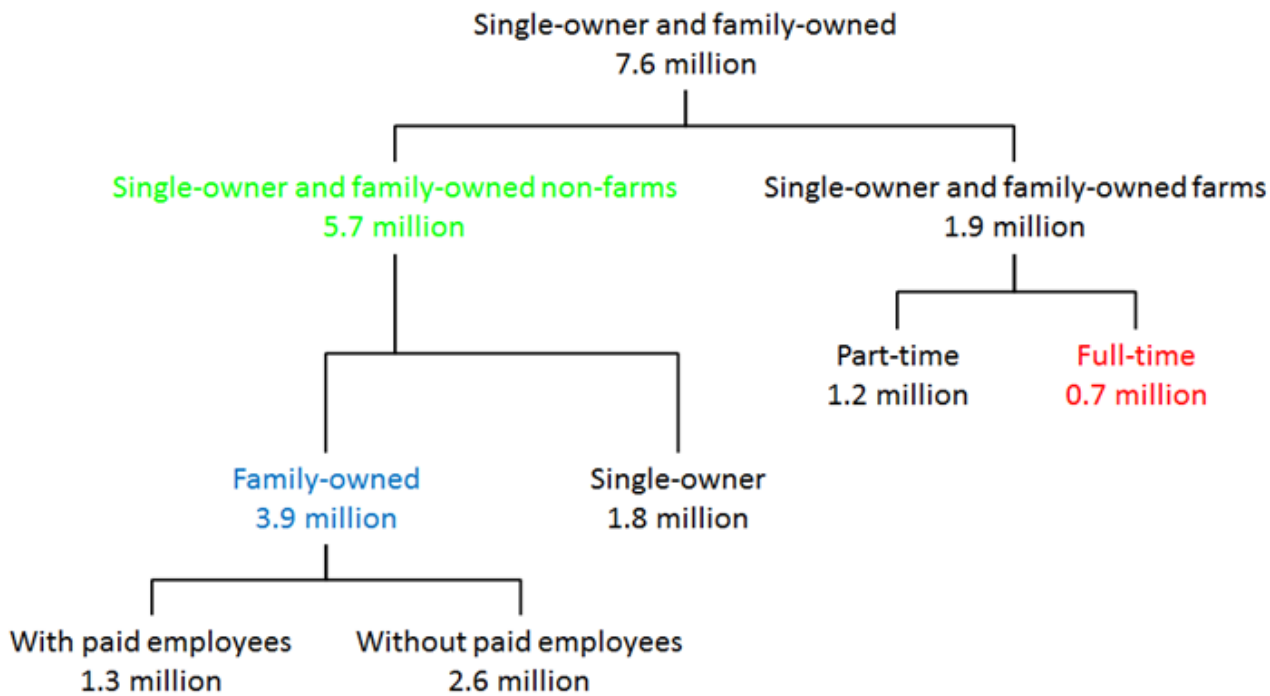 Single-owner and family-owned
7.6 million
Single-owner and family-owned non-farms
5.7 million
Single-owner and family-owned farms
1.9 million
Part-time
1.2 million
Full-time
0.7 million
Family-owned
3.9 million
Single-owner
1.8 million
With paid employees
1.3 million
Without paid employees
2.6 million